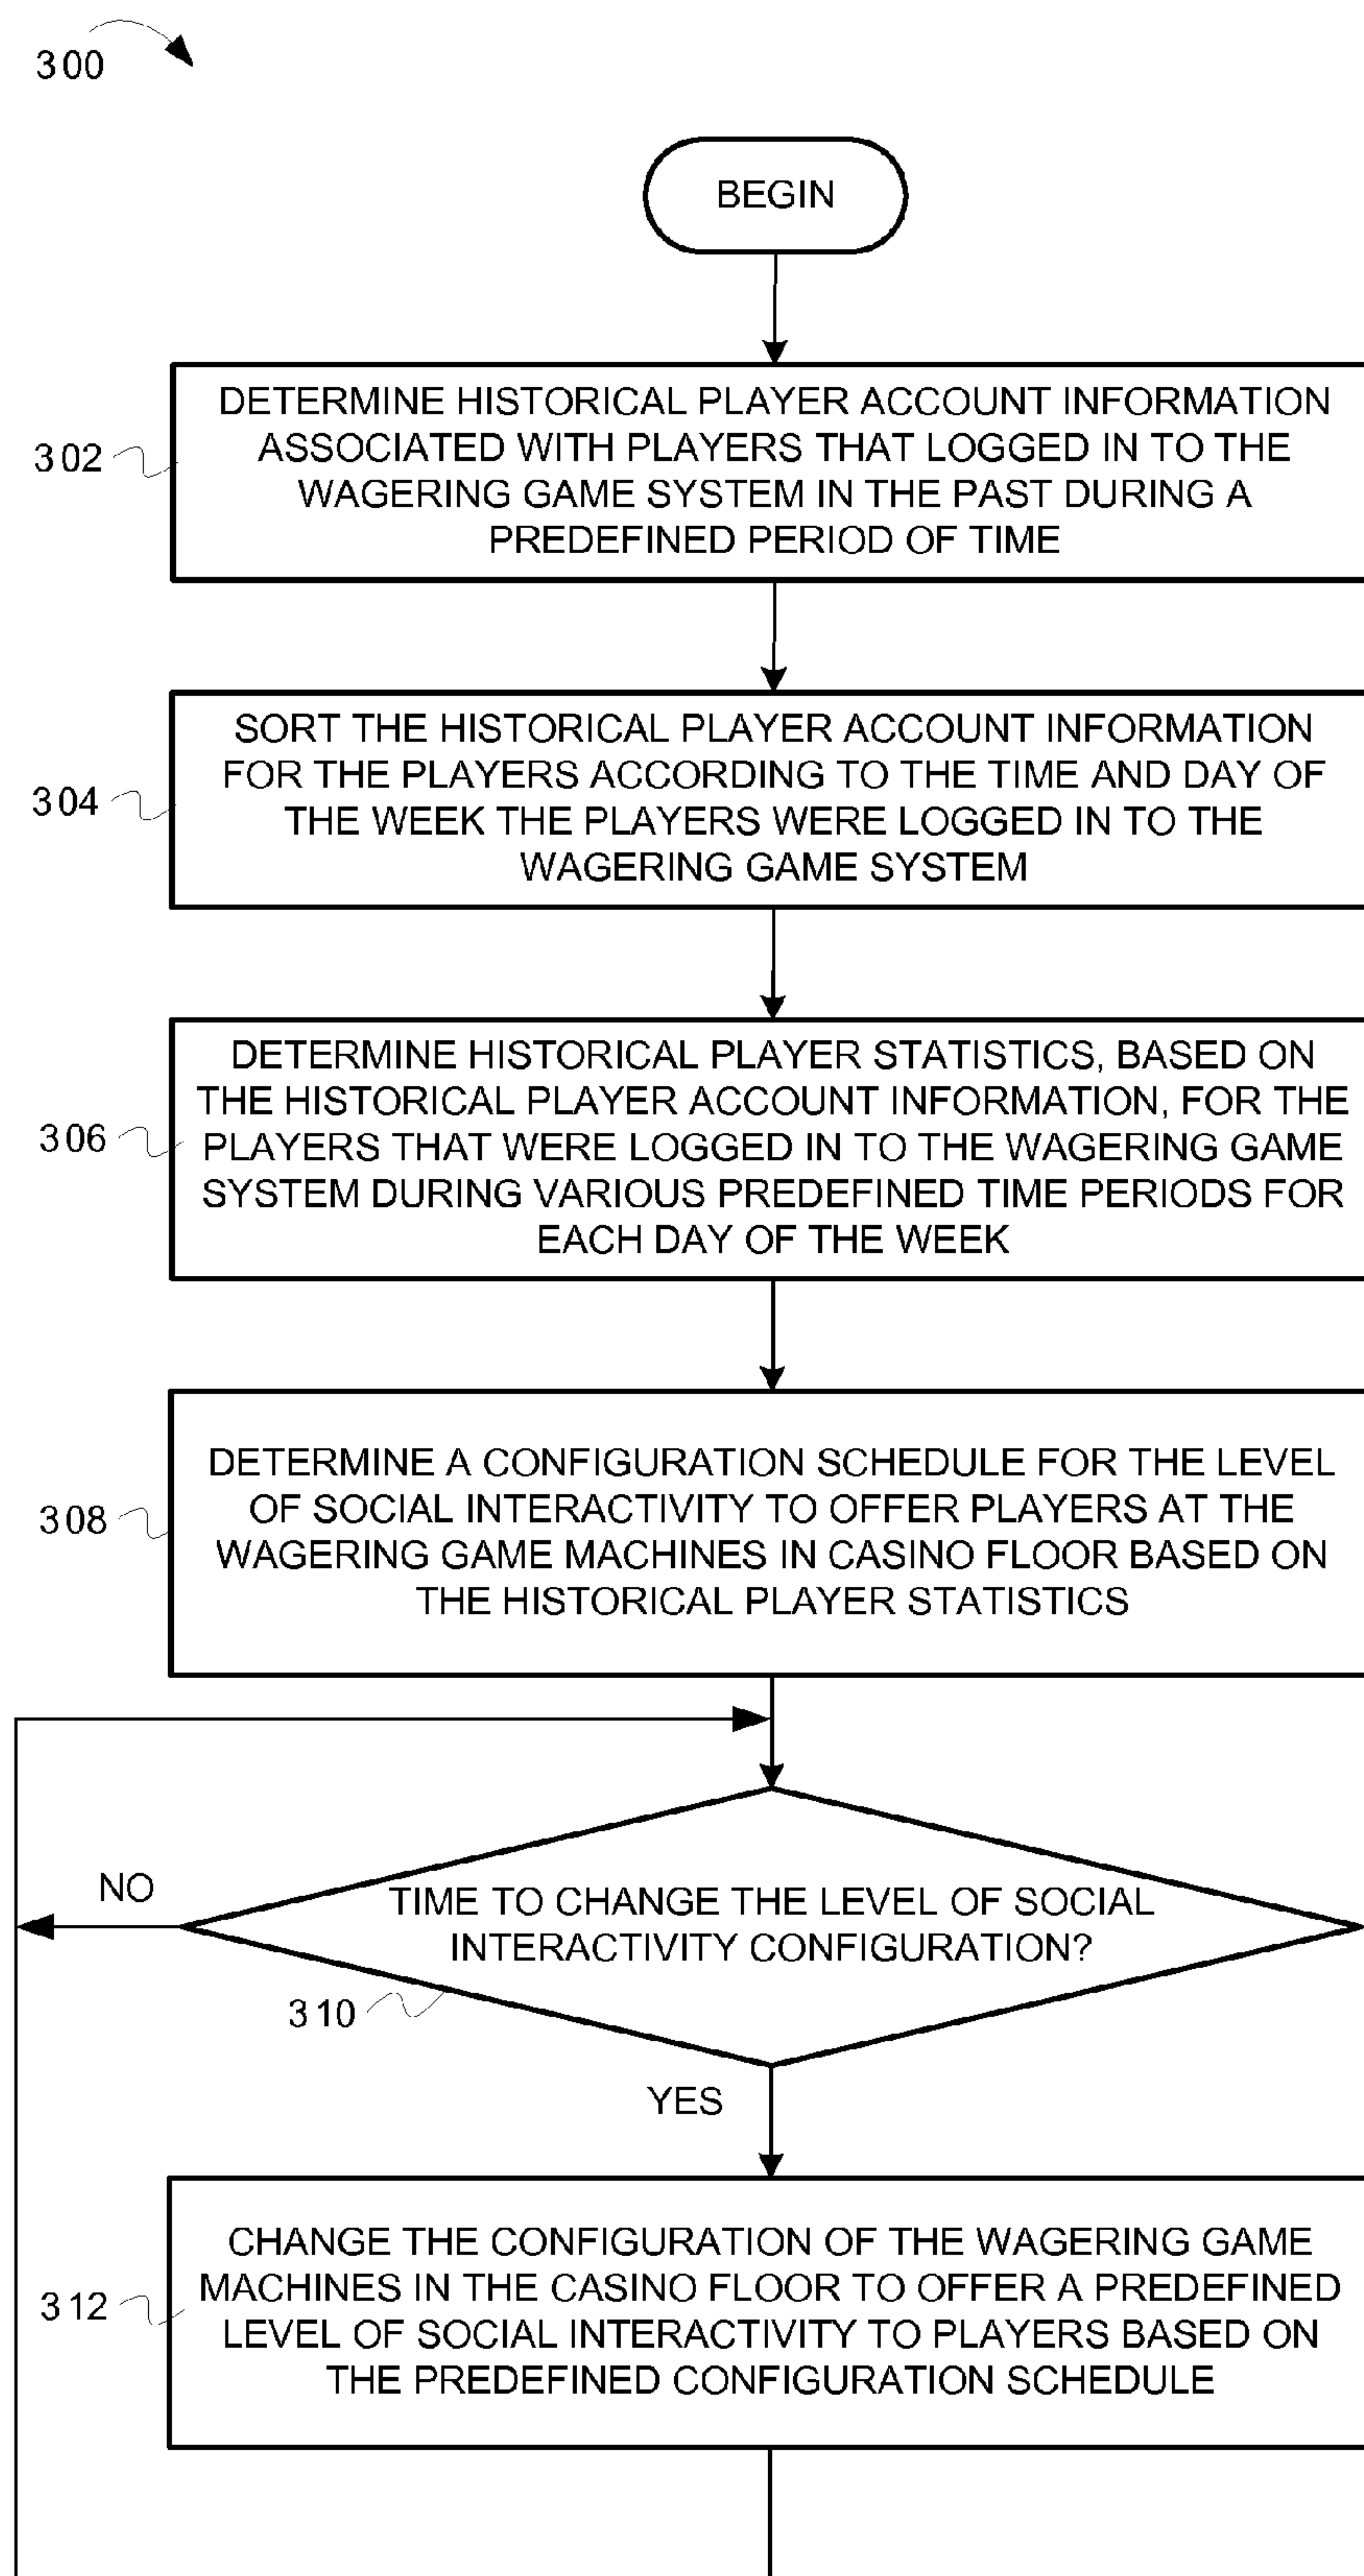 300
BEGIN
DETERMINE HISTORICAL PLAYER ACCOUNT INFORMATION
ASSOCIATED WITH PLAYERS THAT LOGGED IN TO THE
WAGERING GAME SYSTEM IN THE PAST DURING A
PREDEFINED PERIOD OF TIME
302
SORT THE HISTORICAL PLAYER ACCOUNT INFORMATION
FOR THE PLAYERS ACCORDING TO THE TIME AND DAY OF
THE WEEK THE PLAYERS WERE LOGGED IN TO THE
WAGERING GAME SYSTEM
304
DETERMINE HISTORICAL PLAYER STATISTICS, BASED ON
THE HISTORICAL PLAYER ACCOUNT INFORMATION, FOR THE
PLAYERS THAT WERE LOGGED IN TO THE WAGERING GAME
SYSTEM DURING VARIOUS PREDEFINED TIME PERIODS FOR
EACH DAY OF THE WEEK
306
DETERMINE A CONFIGURATION SCHEDULE FOR THE LEVEL
OF SOCIAL INTERACTIVITY TO OFFER PLAYERS AT THE
WAGERING GAME MACHINES IN CASINO FLOOR BASED ON
THE HISTORICAL PLAYER STATISTICS
308
NO
TIME TO CHANGE THE LEVEL OF SOCIAL
INTERACTIVITY CONFIGURATION?
310
YES
CHANGE THE CONFIGURATION OF THE WAGERING GAME
MACHINES IN THE CASINO FLOOR TO OFFER A PREDEFINED
LEVEL OF SOCIAL INTERACTIVITY TO PLAYERS BASED ON
THE PREDEFINED CONFIGURATION SCHEDULE
312